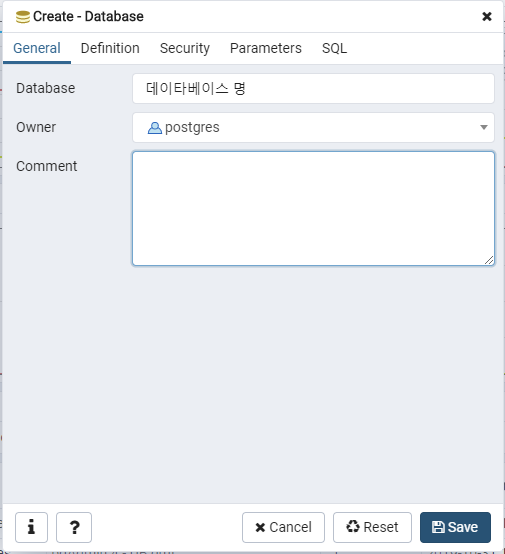 Create - Database
General Definition Security Parameters SQL
Database 데이타베이스 명
Owner postgres
Comment
Cancel Reset Save